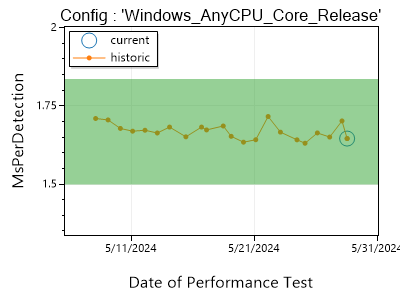 Config : 'Windows_AnyCPU_Core_Release'
2
current
historic
1.75
1.5
MsPerDetection
5/11/2024
5/21/2024
5/31/2024
Date of Performance Test